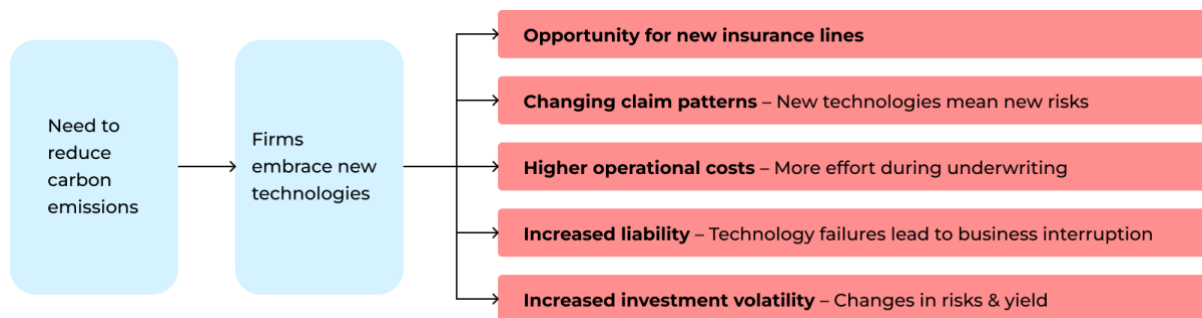 Need to
reduce
carbon
emissions
Firms
embrace new
technologies
Opportunity for new insurance lines
Changing claim patterns – New technologies mean new risks
Higher operational costs – More effort during underwriting
Increased liability – Technology failures lead to business interruption
Increased investment volatility – Changes in risks & yield